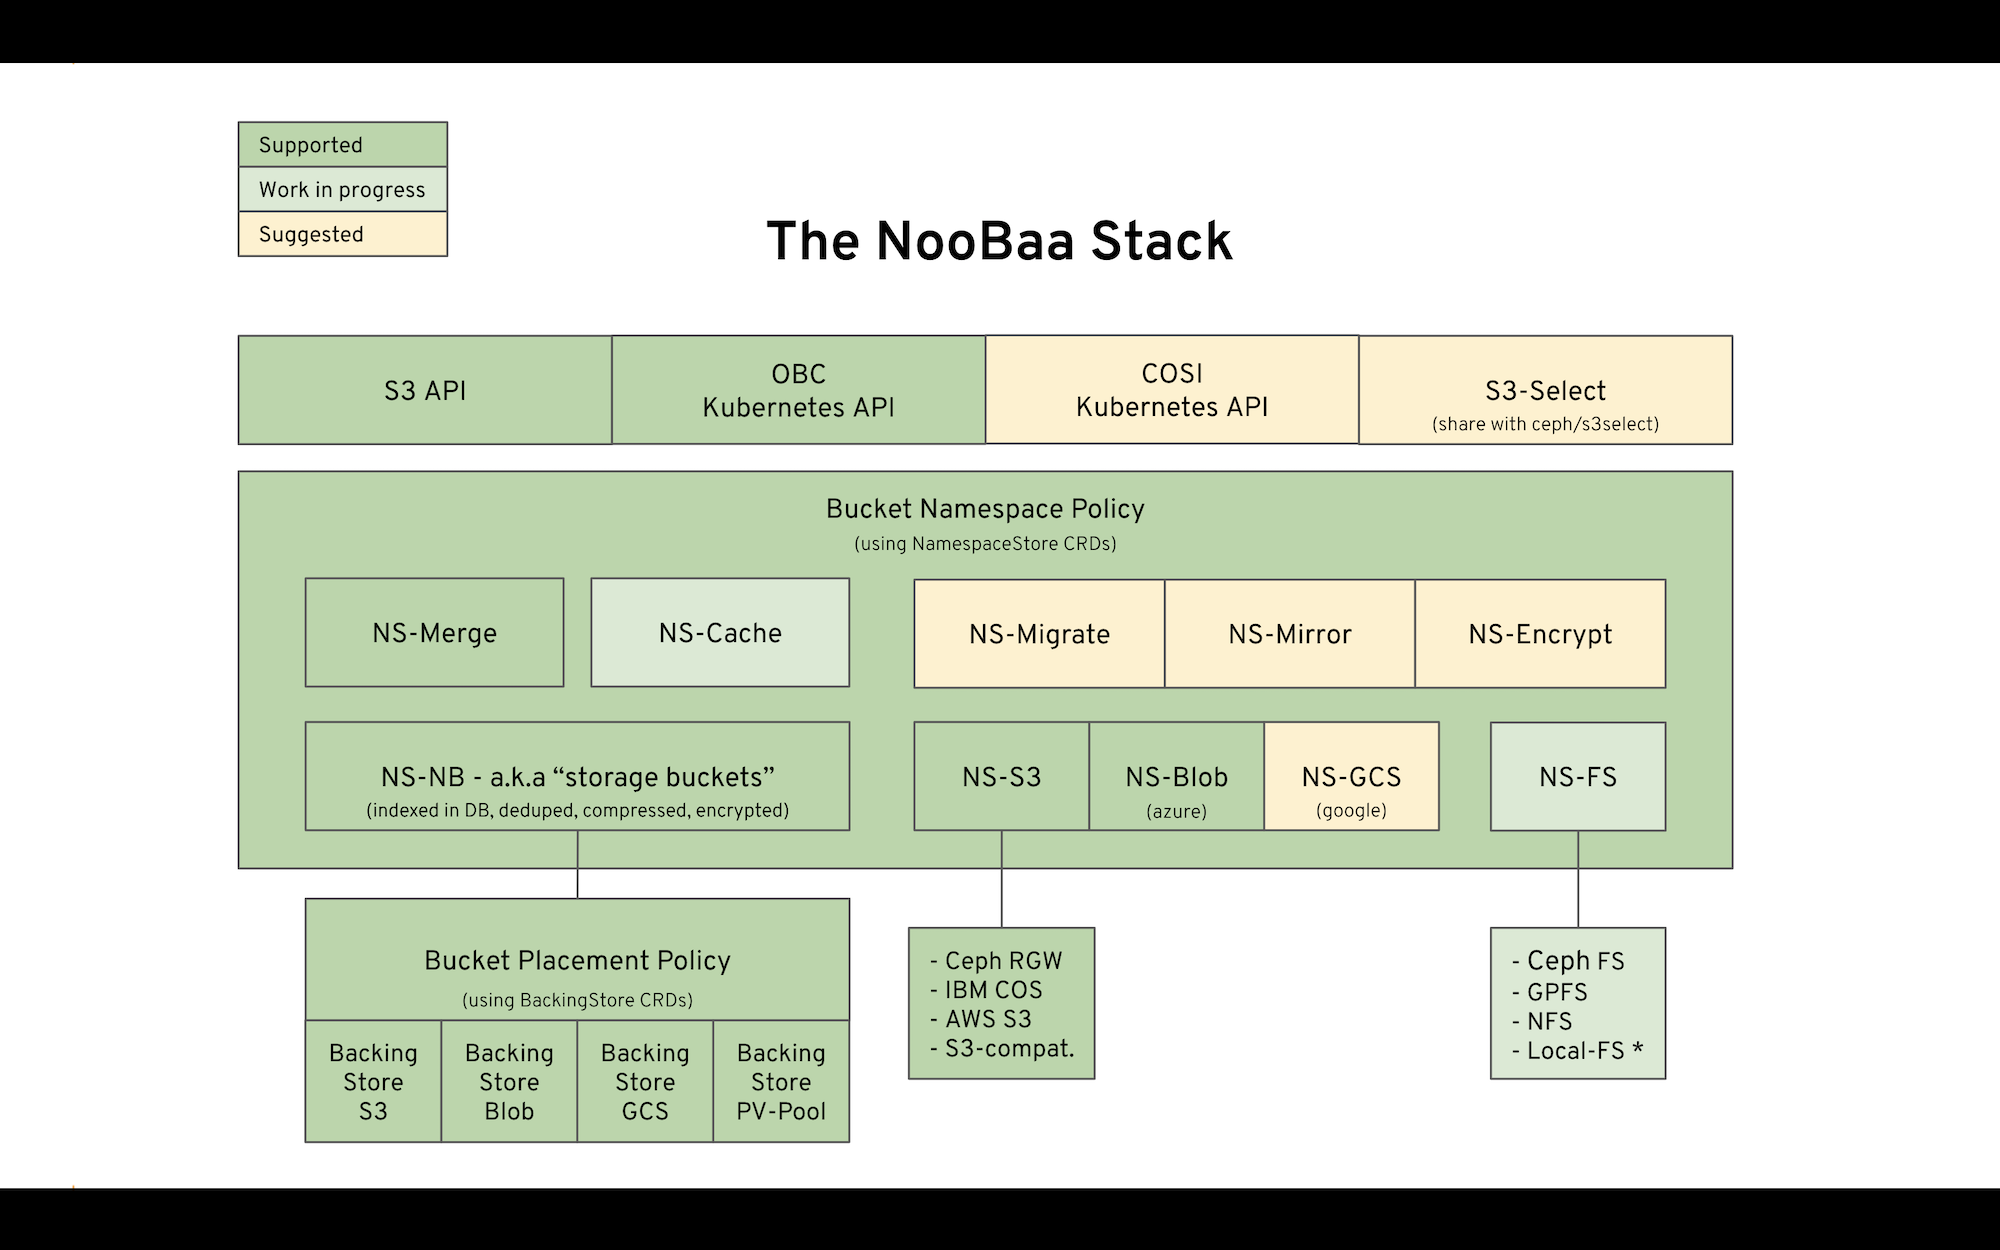 Supported
Work in progress
Suggested
The NooBaa Stack
S3 API
OBC
Kubernetes API
COSI
Kubernetes API
S3-Select
(share with ceph/s3select)
Bucket Namespace Policy
(using NamespaceStore CRDs)
NS-Merge
NS-Cache
NS-Migrate
NS-Mirror
NS-Encrypt
NS-NB - a.k.a “storage buckets”
(indexed in DB, deduped, compressed, encrypted)
NS-S3
NS-Blob
(azure)
NS-GCS
(google)
NS-FS
Bucket Placement Policy
(using BackingStore CRDs)
Backing
Store
S3
Backing
Store
Blob
Backing
Store
GCS
Backing
Store
PV-Pool
- Ceph RGW
- IBM COS
- AWS S3
- S3-compat.
- Ceph FS
- GPFS
- NFS
- Local-FS *